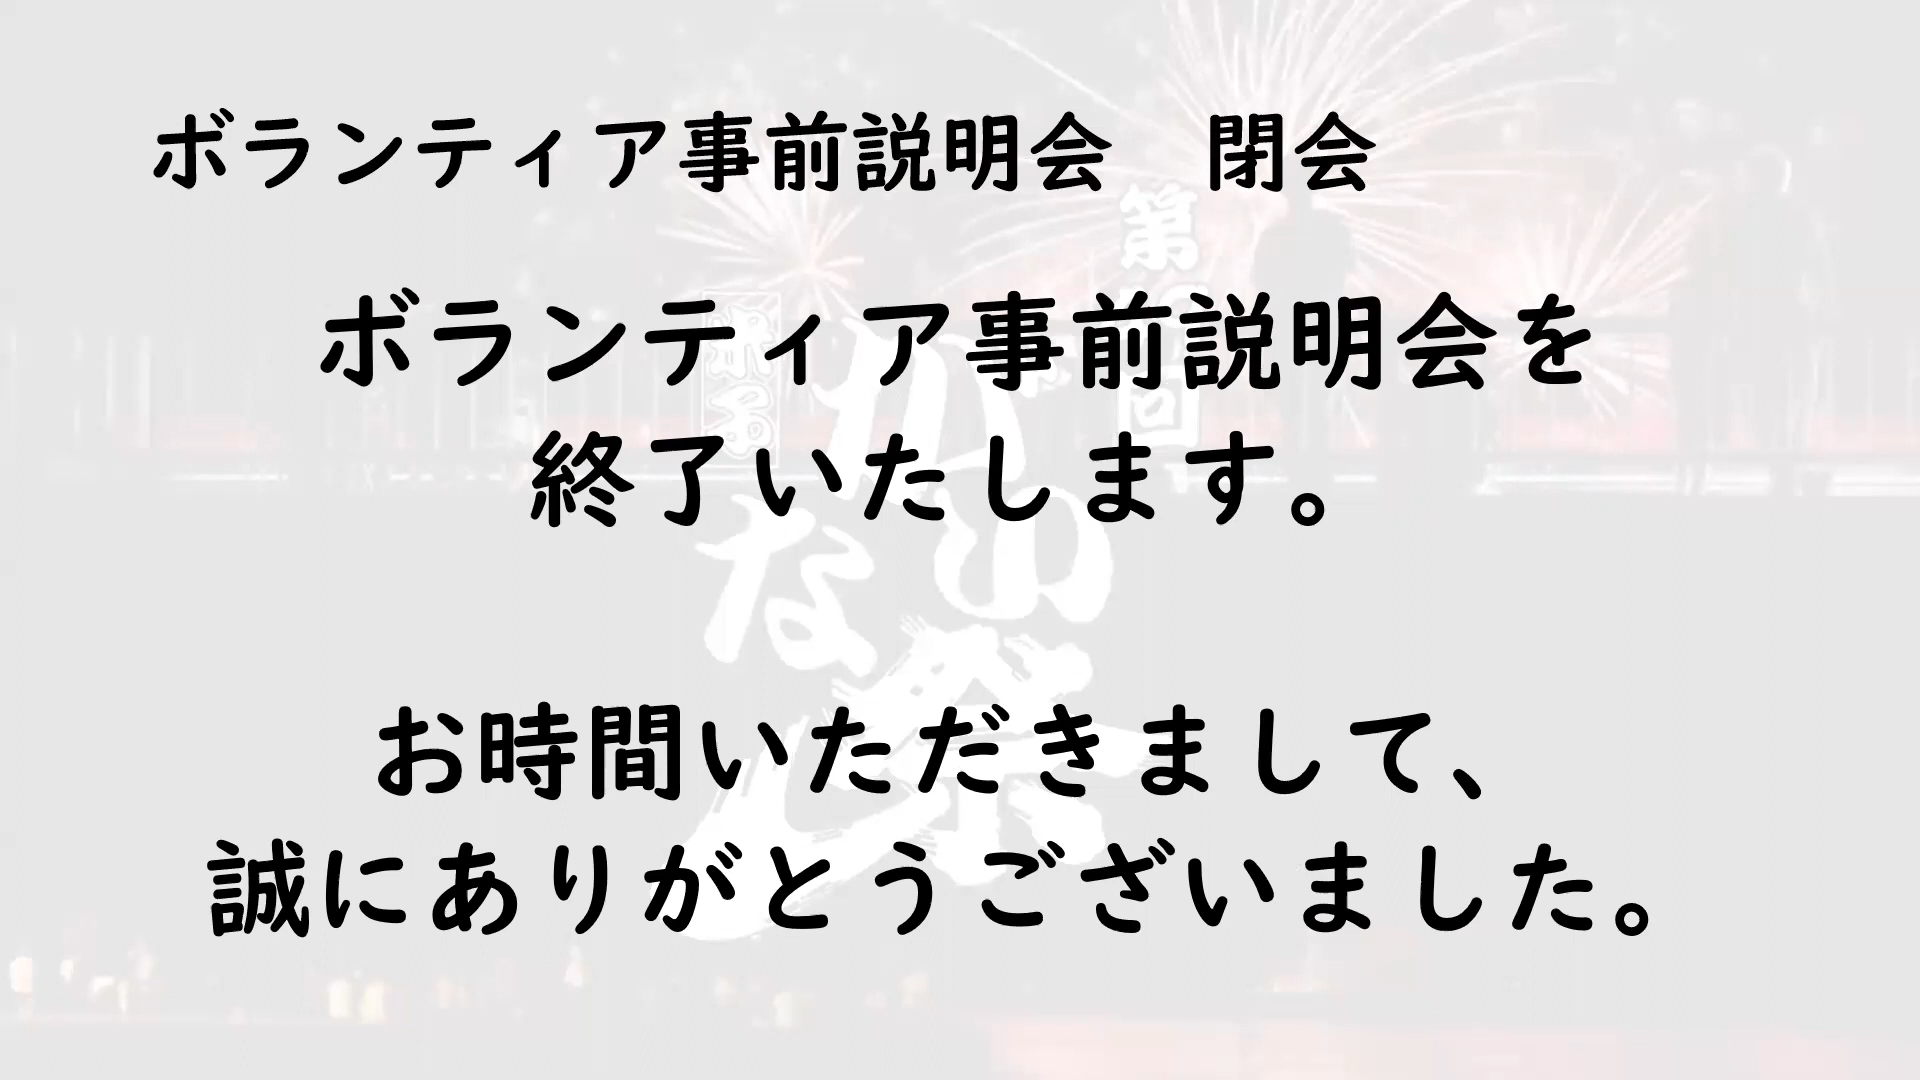 ボランティア事前説明会　閉会
ボランティア事前説明会を
終了いたします。
お時間いただきまして、
誠にありがとうございました。